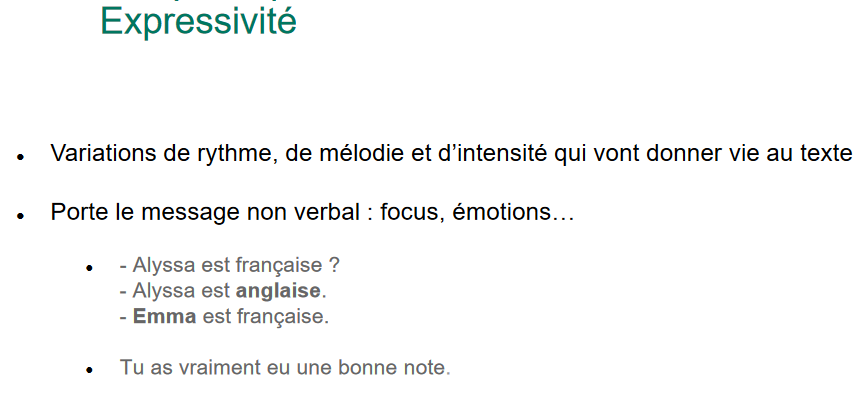 Expressivité
Variations de rythme, de mélodie et d’intensité qui vont donner vie au texte
Porte le message non verbal : focus, émotions…
- Alyssa est française ?
- Alyssa est anglaise.
- Emma est française.
Tu as vraiment eu une bonne note.